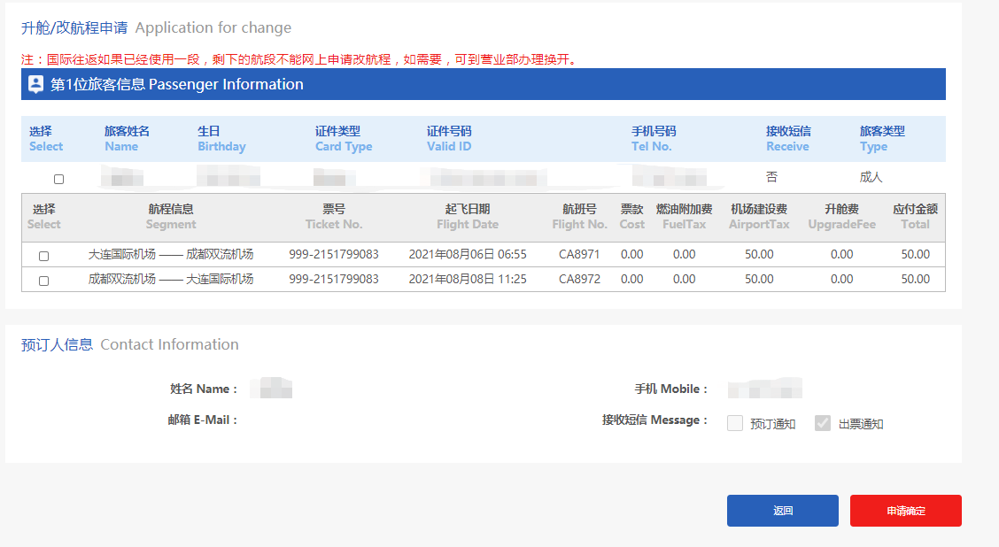 升舱/改航程申请 Application for change
注：国际往返如果已经使用一段，剩下的航段不能网上申请改航程，如需要，可到营业部办理换开。
第1位旅客信息 Passenger Information
选择 旅客姓名 生日 证件类型 证件号码 手机号码 接收短信 旅客类型
Select Name Birthday Card Type Valid ID Tel No. Receive Type
否 成人
选择 航程信息 票号 起飞日期 航班号 票款 燃油附加费 机场建设费 升舱费 应付金额
Select Segment Ticket No. Flight Date Flight No. Cost FuelTax AirportTax UpgradeFee Total
大连国际机场 —— 成都双流机场 999-2151799083 2021年08月06日 06:55 CA8971 0.00 0.00 50.00 0.00 50.00
成都双流机场 —— 大连国际机场 999-2151799083 2021年08月08日 11:25 CA8972 0.00 0.00 50.00 0.00 50.00
预订人信息 Contact Information
姓名 Name： 手机 Mobile：
邮箱 E-Mail： 接收短信 Message： 预订通知 出票通知
返回 申请确定